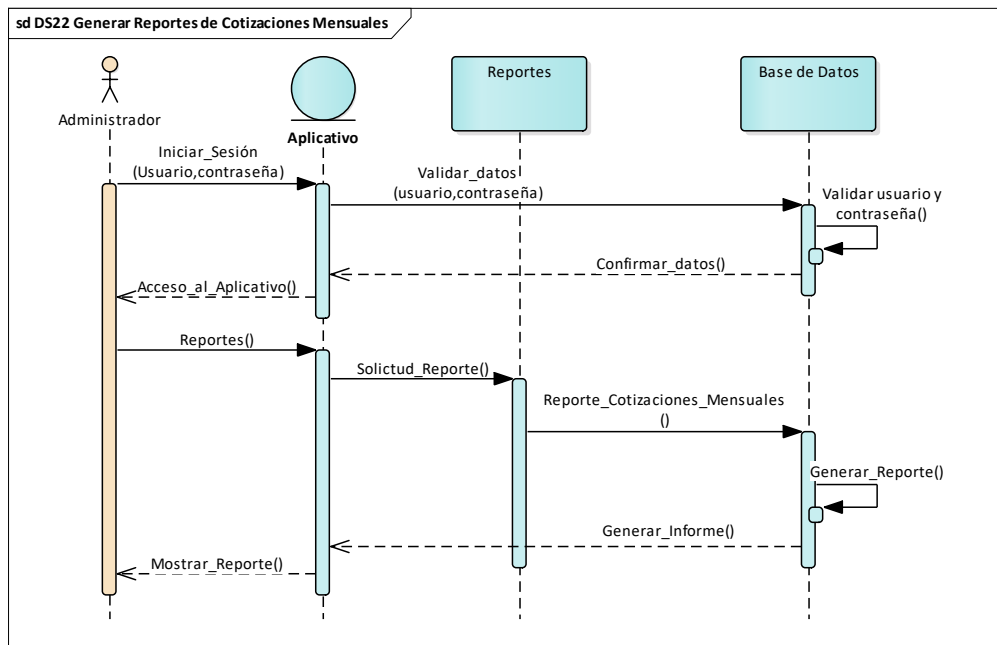 sd DS22 Generar Reportes de Cotizaciones Mensuales
Administrador
Aplicativo
Reportes
Base de Datos
Iniciar_Sesión
(Usuario,contraseña)
Validar_datos
(usuario,contraseña)
Validar usuario y
contraseña()
Confirmar_datos()
Acceso_al_Aplicativo()
Reportes()
Solictud_Reporte()
Reporte_Cotizaciones_Mensuales
()
Generar_Reporte()
Generar_Informe()
Mostrar_Reporte()